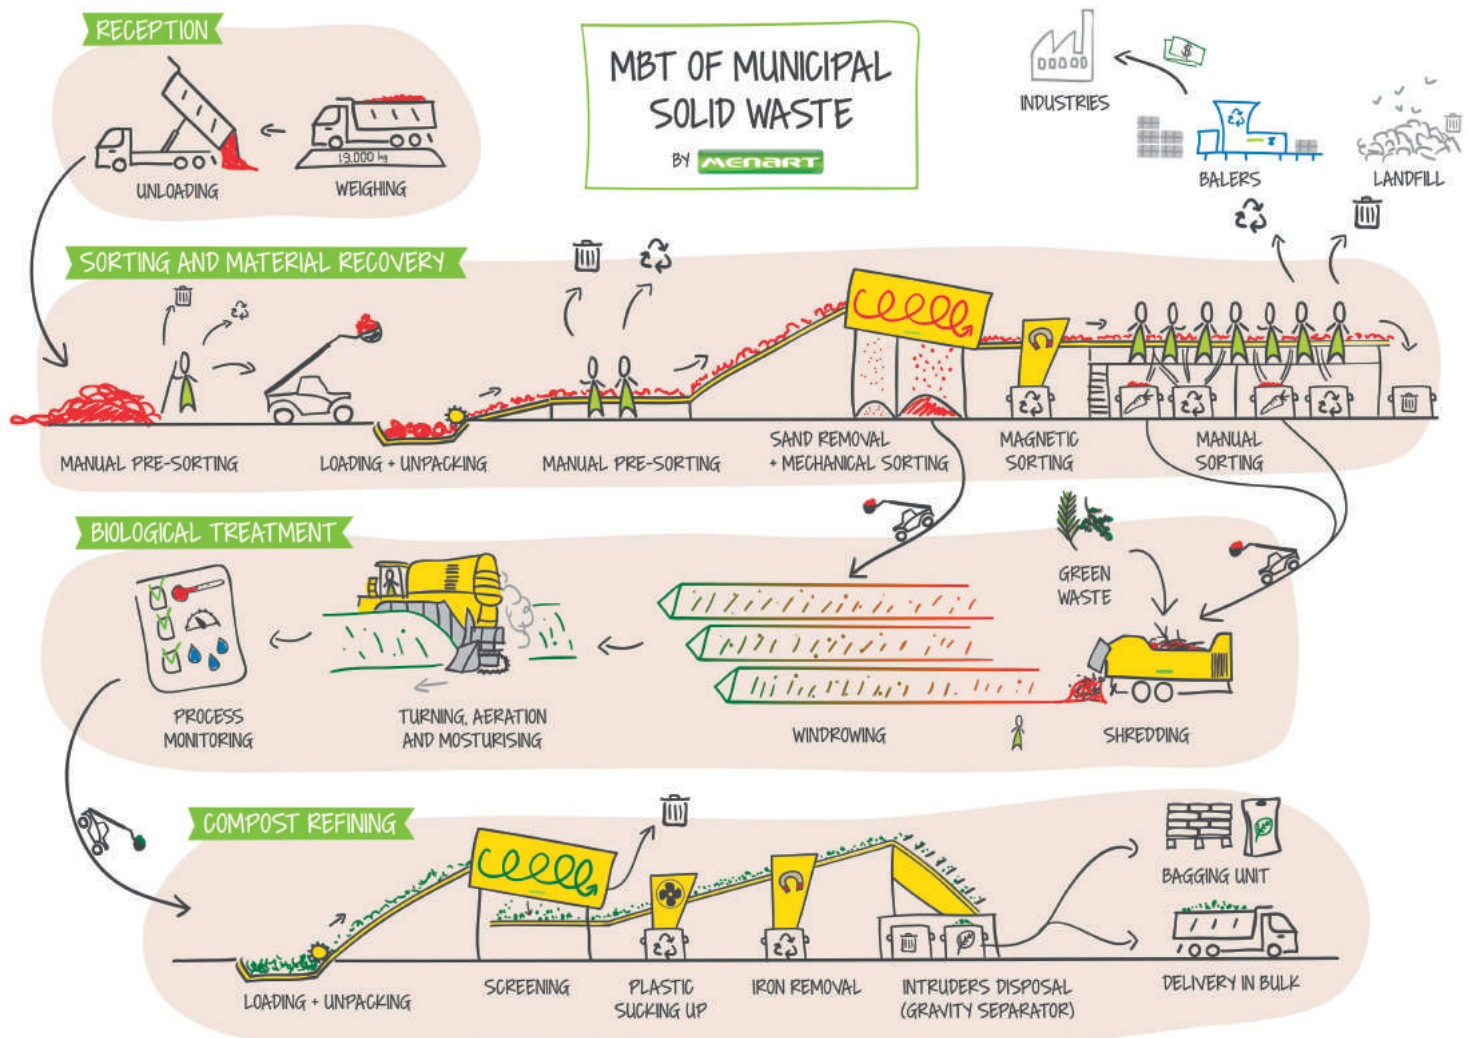 RECEPTION
MBT OF MUNICIPAL
SOLID WASTE
BY MENART
19.000 kg
UNLOADING
WEIGHING
$
INDUSTRIES
BALERS
LANDFILL
SORTING AND MATERIAL RECOVERY
MANUAL PRE-SORTING
LOADING + UNPACKING
MANUAL PRE-SORTING
SAND REMOVAL
+ MECHANICAL SORTING
MAGNETIC
SORTING
MANUAL
SORTING
BIOLOGICAL TREATMENT
GREEN
WASTE
PROCESS
MONITORING
TURNING, AERATION
AND MOSTURISING
WINDROWING
SHREDDING
COMPOST REFINING
LOADING + UNPACKING
SCREENING
PLASTIC
SUCKING UP
IRON REMOVAL
INTRUDERS DISPOSAL
(GRAVITY SEPARATOR)
BAGGING UNIT
DELIVERY IN BULK